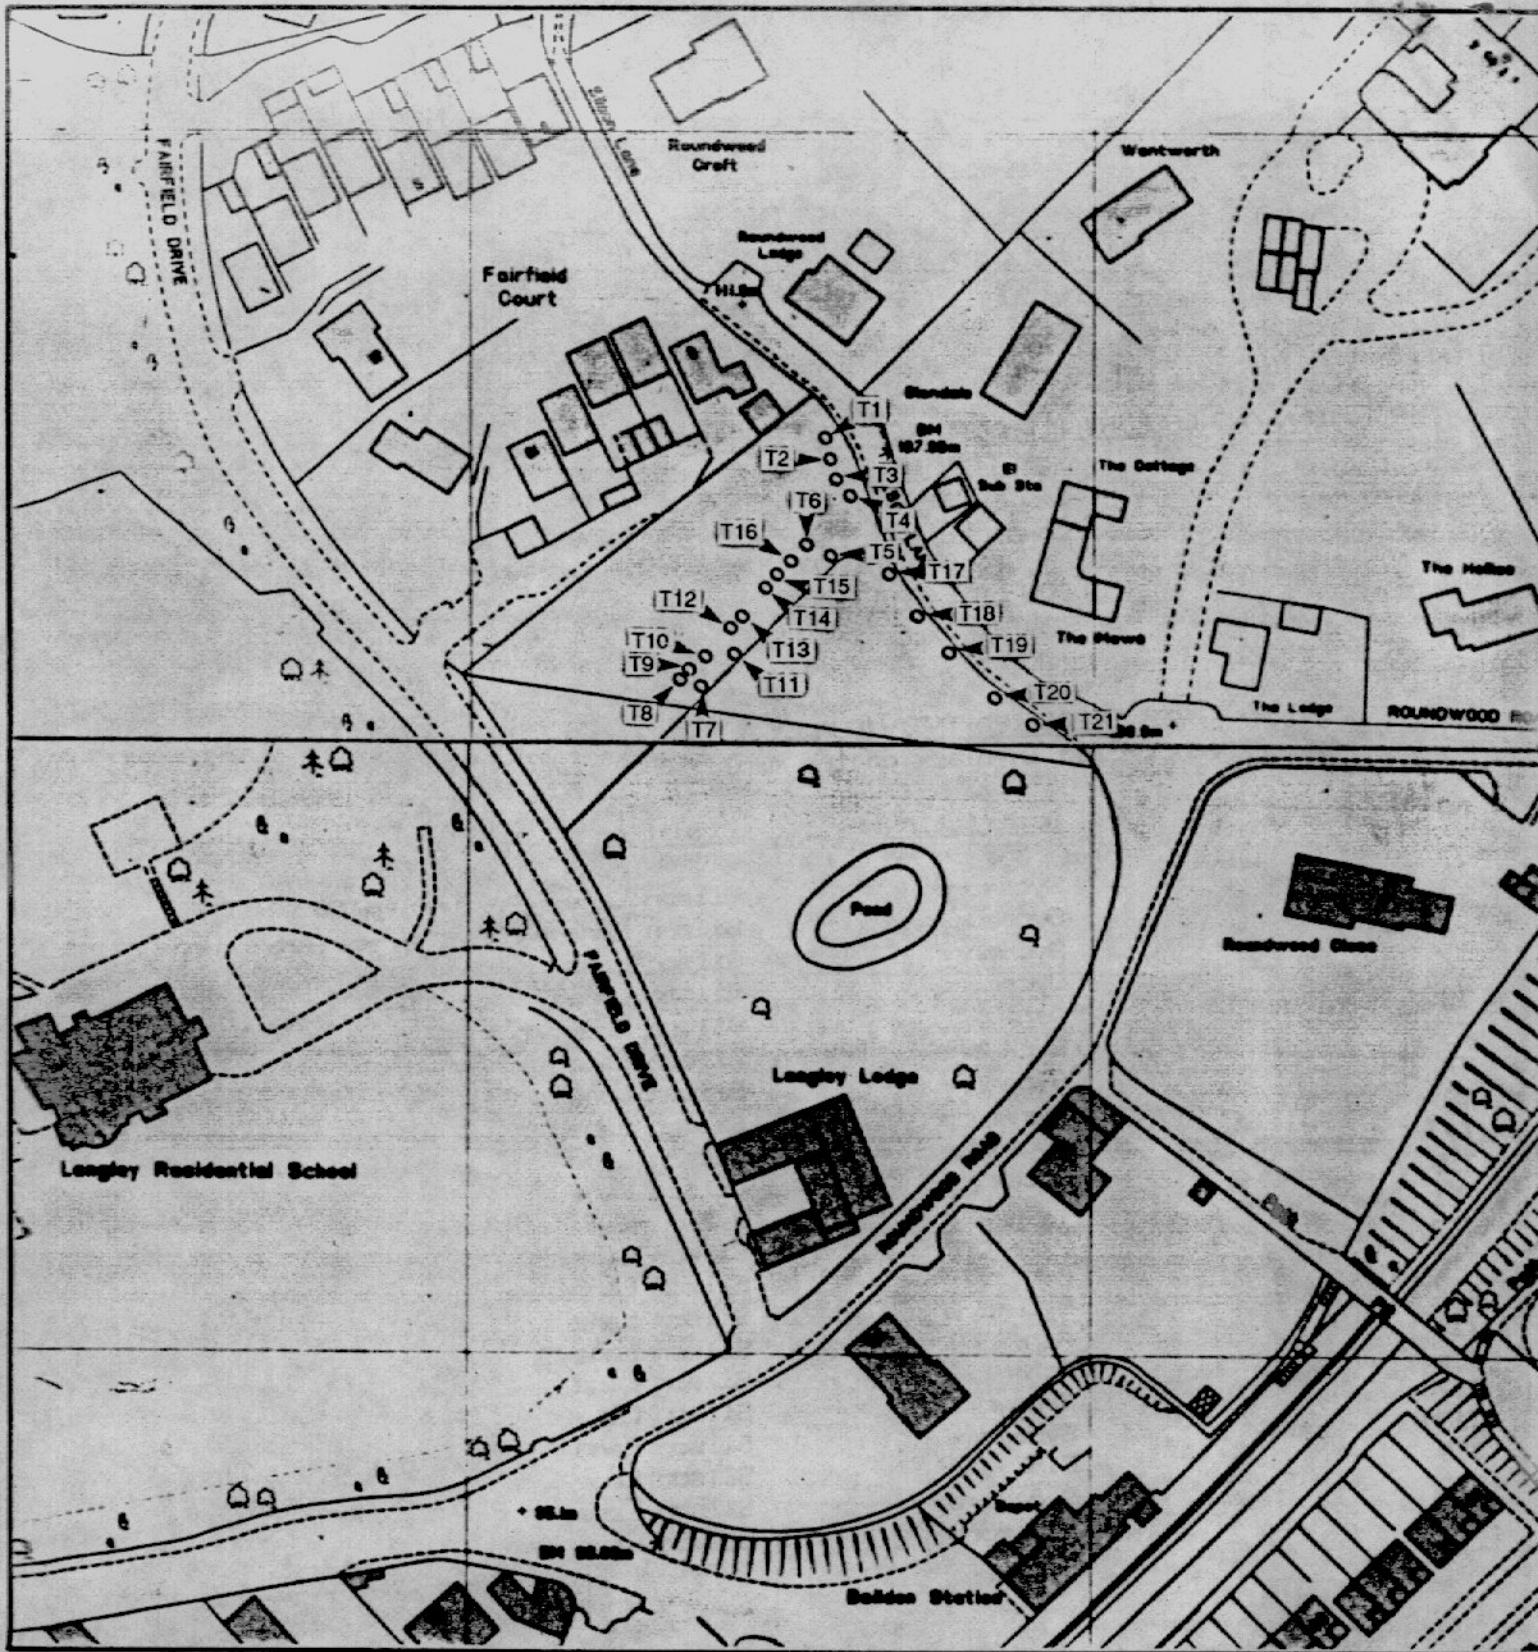 FAIRFIELD DRIVE
Roundwood
Croft
Wentworth
Roundwood
Lodge
Fairfield
Court
Glendale
BM
El
Sub Sta
The Cottage
T1
T2
T3
T6
T4
T16
T5
T17
T15
T12
T14
T18
The Mews
T10
T13
T19
T9
T11
T20
T8
T7
T21
The Lodge
ROUNDWOOD
Pond
Roundwood Close
FAIRFIELD DRIVE
Langley Lodge
Langley Residential School
ROUNDWOOD ROAD
Depot
Baildon Station